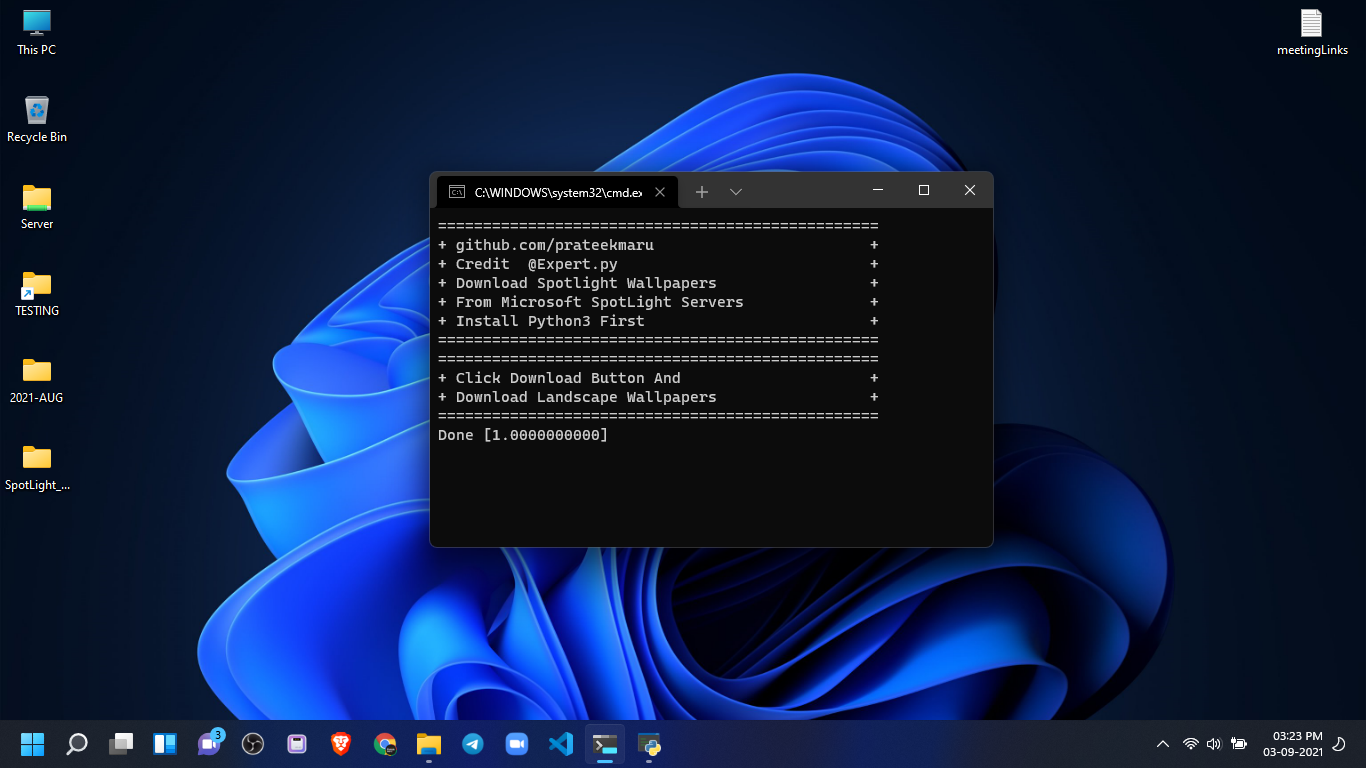 This PC
Recycle Bin
Server
TESTING
2021-AUG
SpotLight_...
meetingLinks
C:\WINDOWS\system32\cmd.ex
=================================================
+ github.com/prateekmaru +
+ Credit  @Expert.py +
+ Download Spotlight Wallpapers +
+ From Microsoft SpotLight Servers +
+ Install Python3 First +
=================================================
=================================================
+ Click Download Button And +
+ Download Landscape Wallpapers +
=================================================
Done [1.0000000000]
3
03:23 PM
03-09-2021